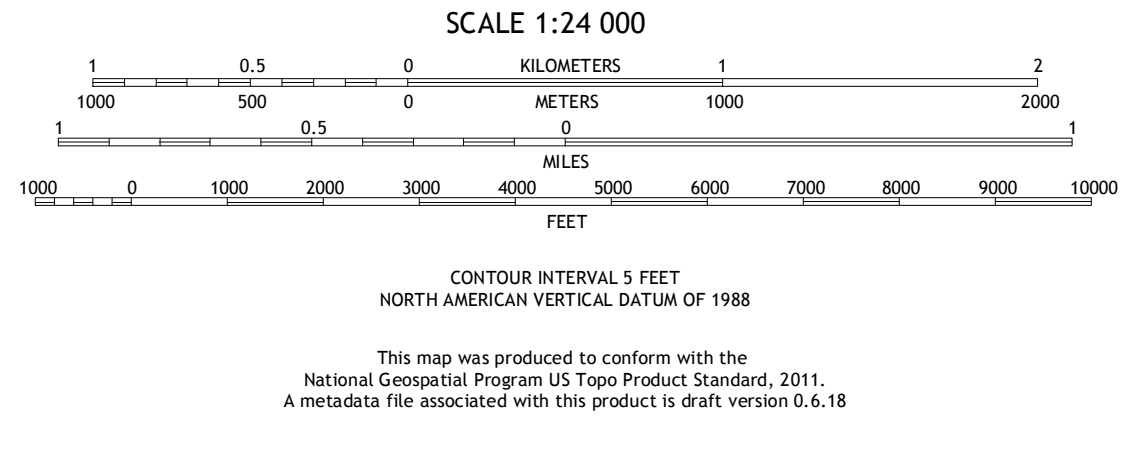 SCALE 1:24 000
1 0.5 0 KILOMETERS 1 2
1000 500 0 METERS 1000 2000
1 0.5 0 1
MILES
1000 0 1000 2000 3000 4000 5000 6000 7000 8000 9000 10000
FEET
CONTOUR INTERVAL 5 FEET
NORTH AMERICAN VERTICAL DATUM OF 1988
This map was produced to conform with the
National Geospatial Program US Topo Product Standard, 2011.
A metadata file associated with this product is draft version 0.6.18